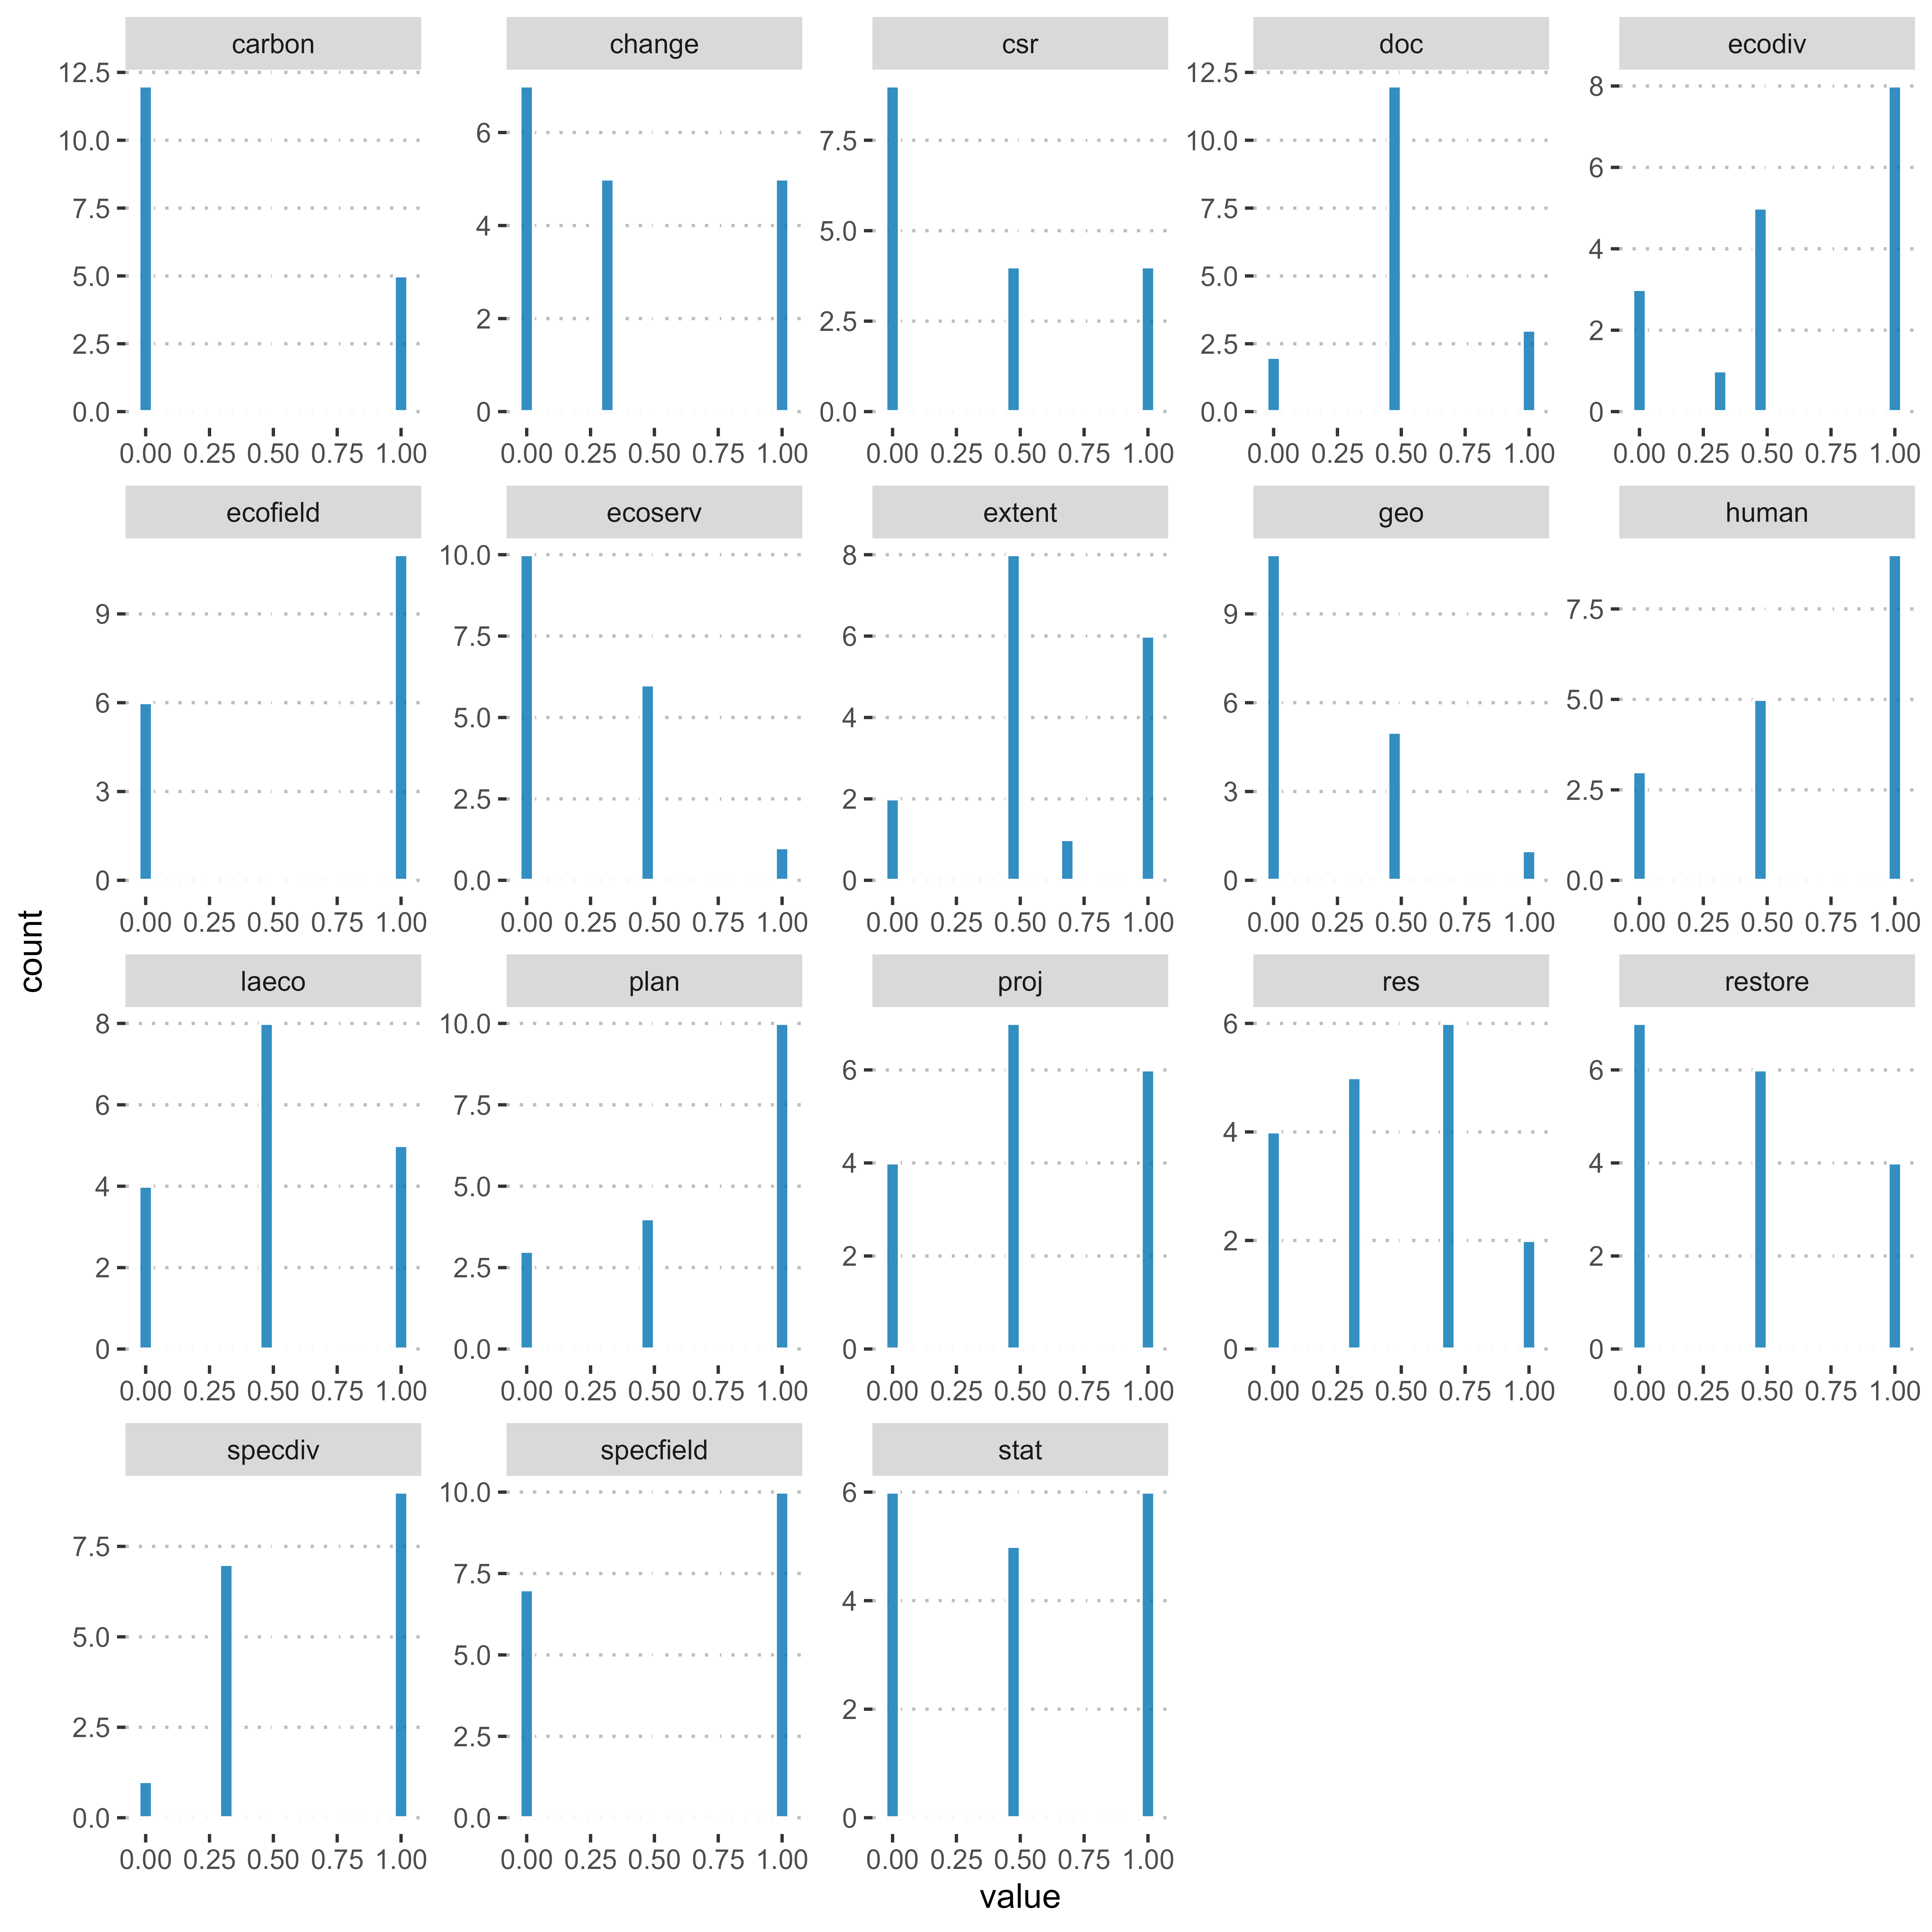 carbon change csr doc ecodiv
12.5 12.5
8
6
10.0 7.5 10.0
6
7.5 4 5.0 7.5
4
5.0 5.0
2 2.5
2.5 2.5 2
0.0 0 0.0 0.0 0
0.00 0.25 0.50 0.75 1.00 0.00 0.25 0.50 0.75 1.00 0.00 0.25 0.50 0.75 1.00 0.00 0.25 0.50 0.75 1.00 0.00 0.25 0.50 0.75 1.00
ecofield ecoserv extent geo human
10.0 8
9 9 7.5
7.5 6
6 6 5.0
5.0 4
3 2.5 2 3 2.5
0 0.0 0 0 0.0
0.00 0.25 0.50 0.75 1.00 0.00 0.25 0.50 0.75 1.00 0.00 0.25 0.50 0.75 1.00 0.00 0.25 0.50 0.75 1.00 0.00 0.25 0.50 0.75 1.00
count
laeco plan proj res restore
8 10.0 6
6 6
6 7.5
4
4 5.0 4 4
2 2 2
2 2.5
0 0.0 0 0 0
0.00 0.25 0.50 0.75 1.00 0.00 0.25 0.50 0.75 1.00 0.00 0.25 0.50 0.75 1.00 0.00 0.25 0.50 0.75 1.00 0.00 0.25 0.50 0.75 1.00
specdiv specfield stat
10.0 6
7.5 7.5
4
5.0 5.0
2.5 2.5 2
0.0 0.0 0
0.00 0.25 0.50 0.75 1.00 0.00 0.25 0.50 0.75 1.00 0.00 0.25 0.50 0.75 1.00
value